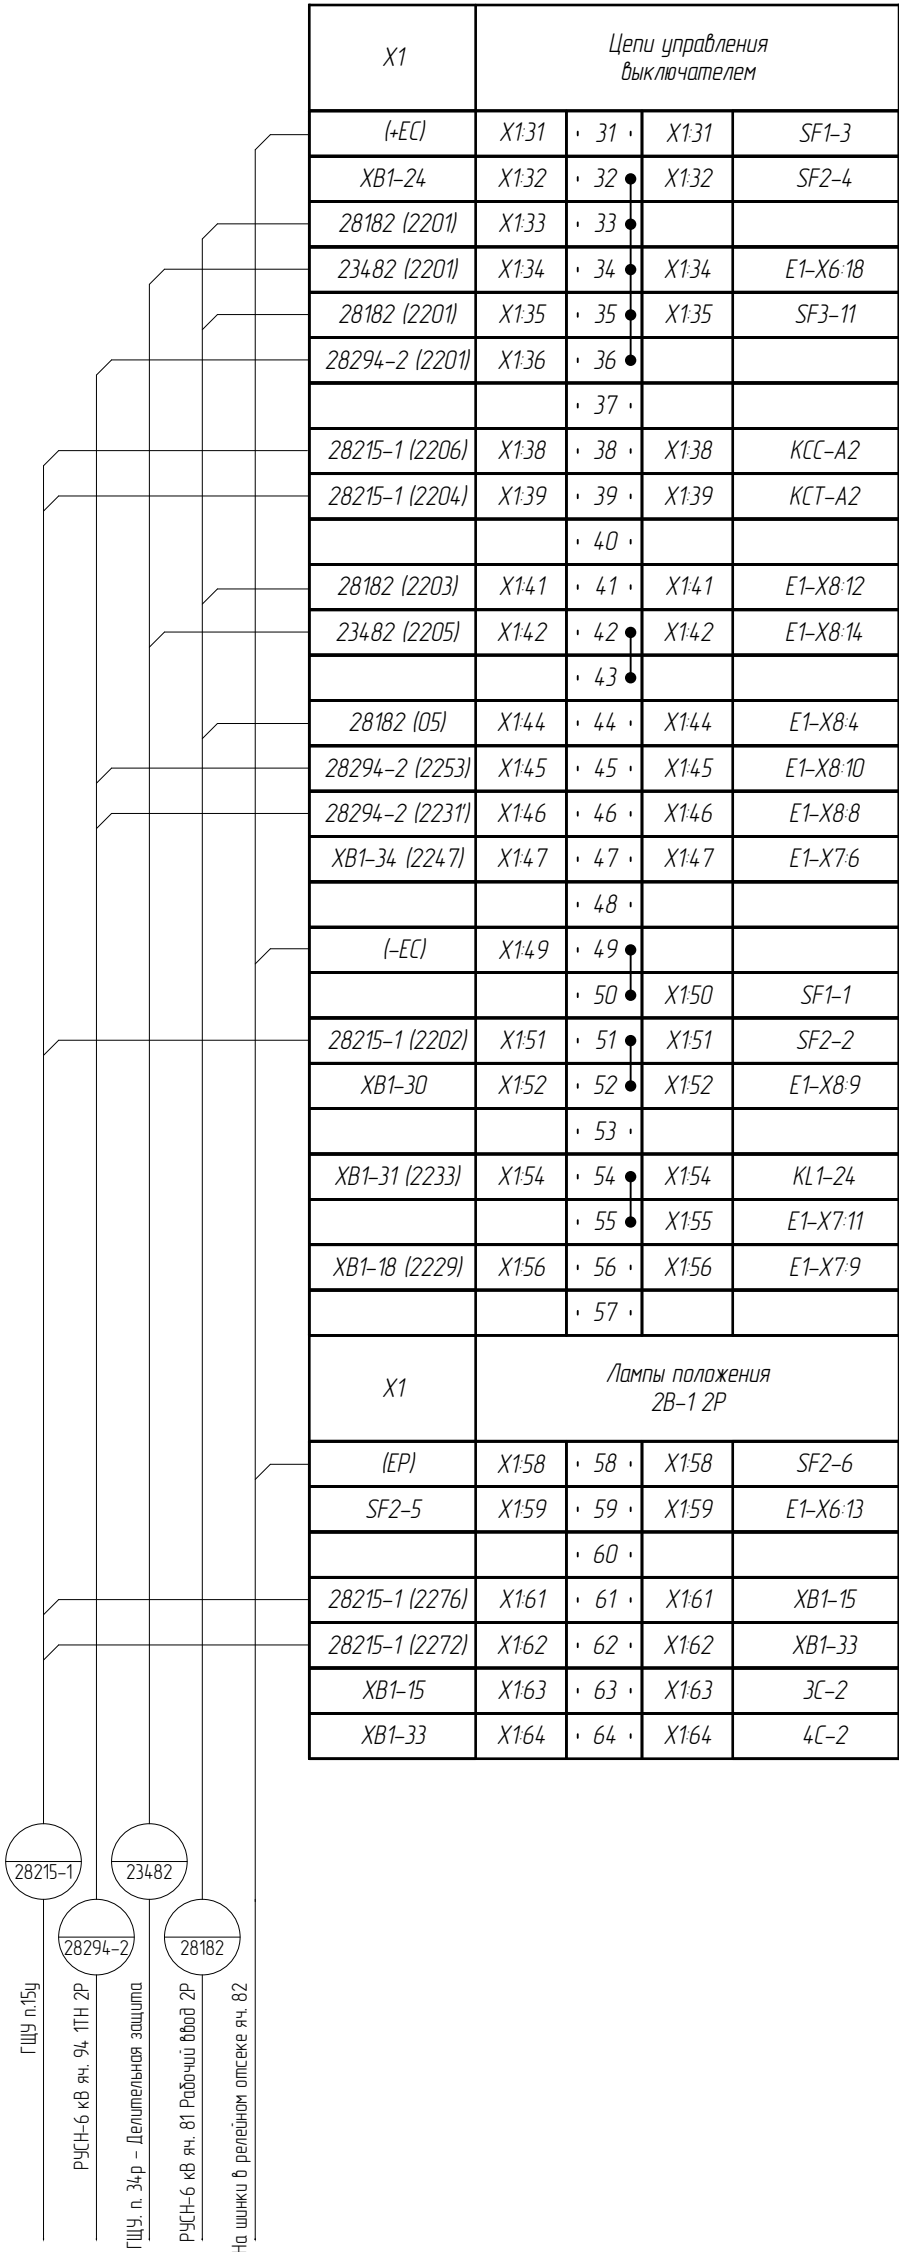 X1 Цепи управления
выключателем
(+EC) X1:31 31 X1:31 SF1-3
XB1-24 X1:32 32 X1:32 SF2-4
28182 (2201) X1:33 33
23482 (2201) X1:34 34 X1:34 E1-X6:18
28182 (2201) X1:35 35 X1:35 SF3-11
28294-2 (2201) X1:36 36
37
28215-1 (2206) X1:38 38 X1:38 KCC-A2
28215-1 (2204) X1:39 39 X1:39 KCT-A2
40
28182 (2203) X1:41 41 X1:41 E1-X8:12
23482 (2205) X1:42 42 X1:42 E1-X8:14
43
28182 (05) X1:44 44 X1:44 E1-X8:4
28294-2 (2253) X1:45 45 X1:45 E1-X8:10
28294-2 (2231') X1:46 46 X1:46 E1-X8:8
XB1-34 (2247) X1:47 47 X1:47 E1-X7:6
48
(-EC) X1:49 49
50 X1:50 SF1-1
28215-1 (2202) X1:51 51 X1:51 SF2-2
XB1-30 X1:52 52 X1:52 E1-X8:9
53
XB1-31 (2233) X1:54 54 X1:54 KL1-24
55 X1:55 E1-X7:11
XB1-18 (2229) X1:56 56 X1:56 E1-X7:9
57
X1 Лампы положения
2В-1 2Р
(EP) X1:58 58 X1:58 SF2-6
SF2-5 X1:59 59 X1:59 E1-X6:13
60
28215-1 (2276) X1:61 61 X1:61 XB1-15
28215-1 (2272) X1:62 62 X1:62 XB1-33
XB1-15 X1:63 63 X1:63 3C-2
XB1-33 X1:64 64 X1:64 4C-2
28215-1
23482
28294-2
28182
ГЩУ п.15у
РУСН-6 кВ яч. 94 1ТН 2Р
ГЩУ. п. 34р - Делительная защита
РУСН-6 кВ яч. 81 Рабочий ввод 2Р
На шинки в релейном отсеке яч. 82